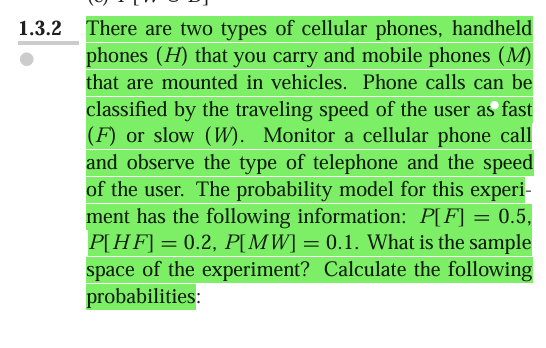 1.3.2 There are two types of cellular phones, handheld
phones (H) that you carry and mobile phones (M)
that are mounted in vehicles. Phone calls can be
classified by the traveling speed of the user as fast
(F) or slow (W). Monitor a cellular phone call
and observe the type of telephone and the speed
of the user. The probability model for this experi-
ment has the following information: P[F] = 0.5,
P[HF] = 0.2, P[MW] = 0.1. What is the sample
space of the experiment? Calculate the following
probabilities: